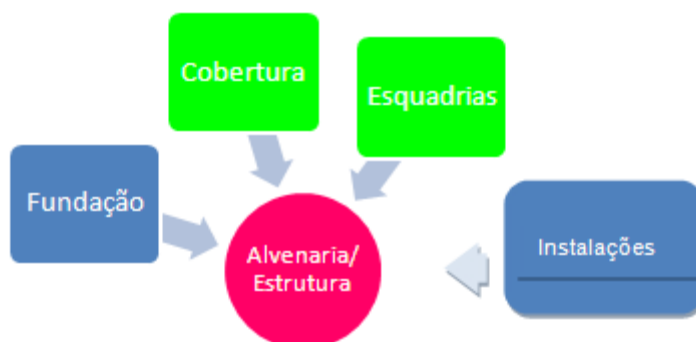 Cobertura
Esquadrias
Fundação
Alvenaria/
Estrutura
Instalações